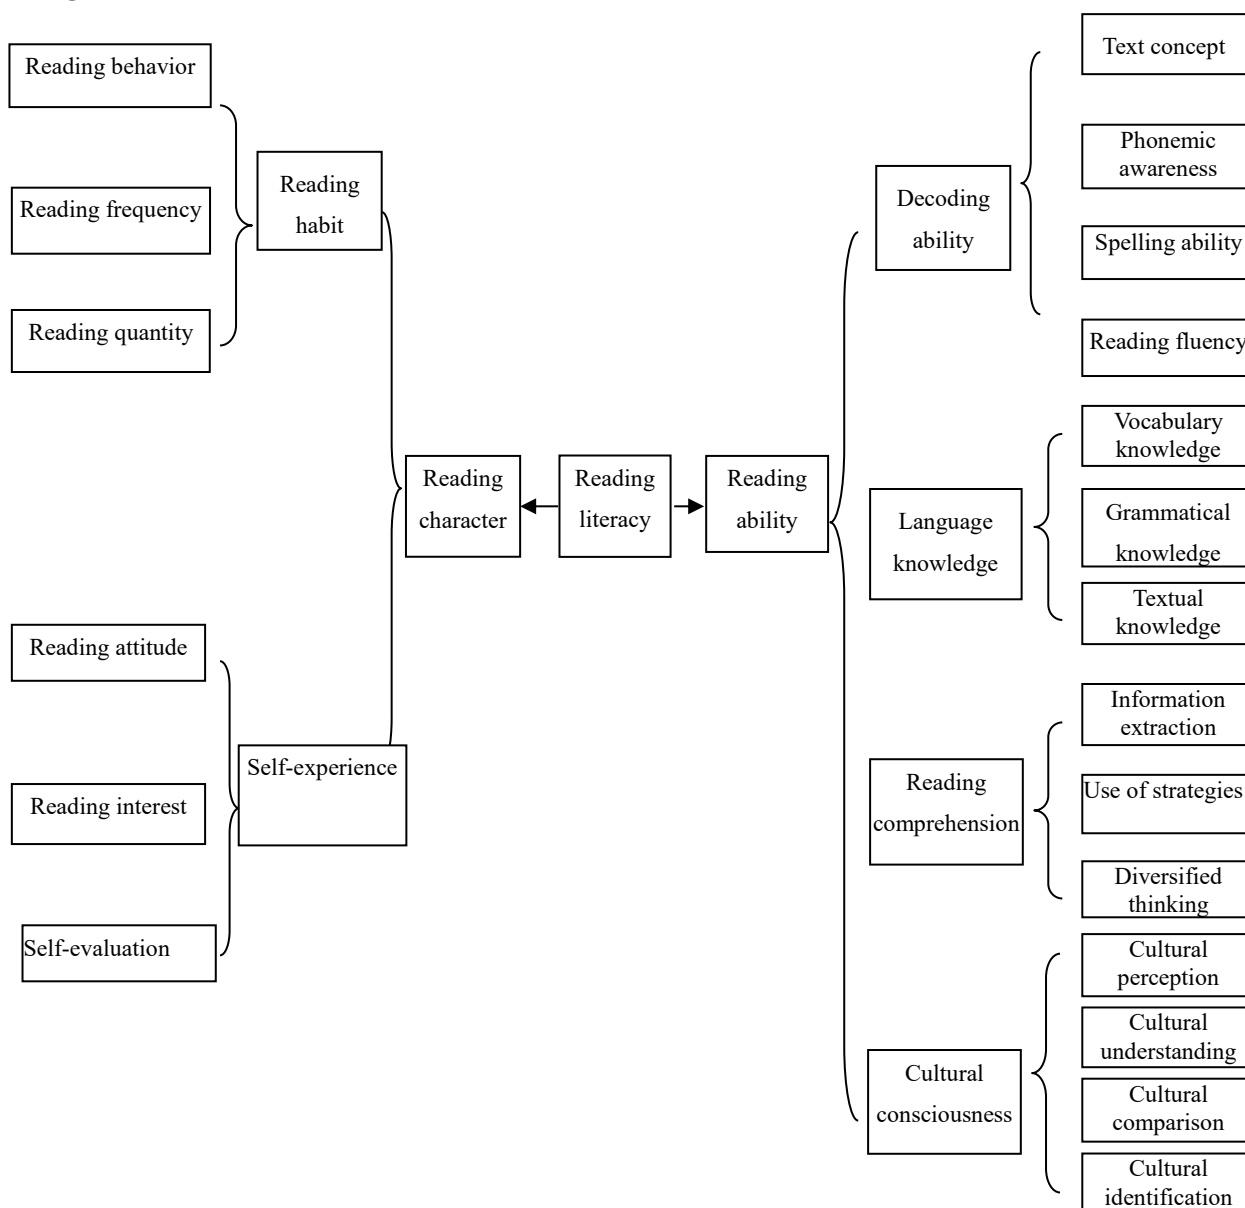 Reading behavior
Reading frequency
Reading quantity
Reading
habit
Reading attitude
Reading interest
Self-evaluation
Self-experience
Reading
character
Reading
literacy
Reading
ability
Decoding
ability
Text concept
Phonemic
awareness
Spelling ability
Reading fluency
Language
knowledge
Vocabulary
knowledge
Grammatical
knowledge
Textual
knowledge
Reading
comprehension
Information
extraction
Use of strategies
Diversified
thinking
Cultural
consciousness
Cultural
perception
Cultural
understanding
Cultural
comparison
Cultural
identification